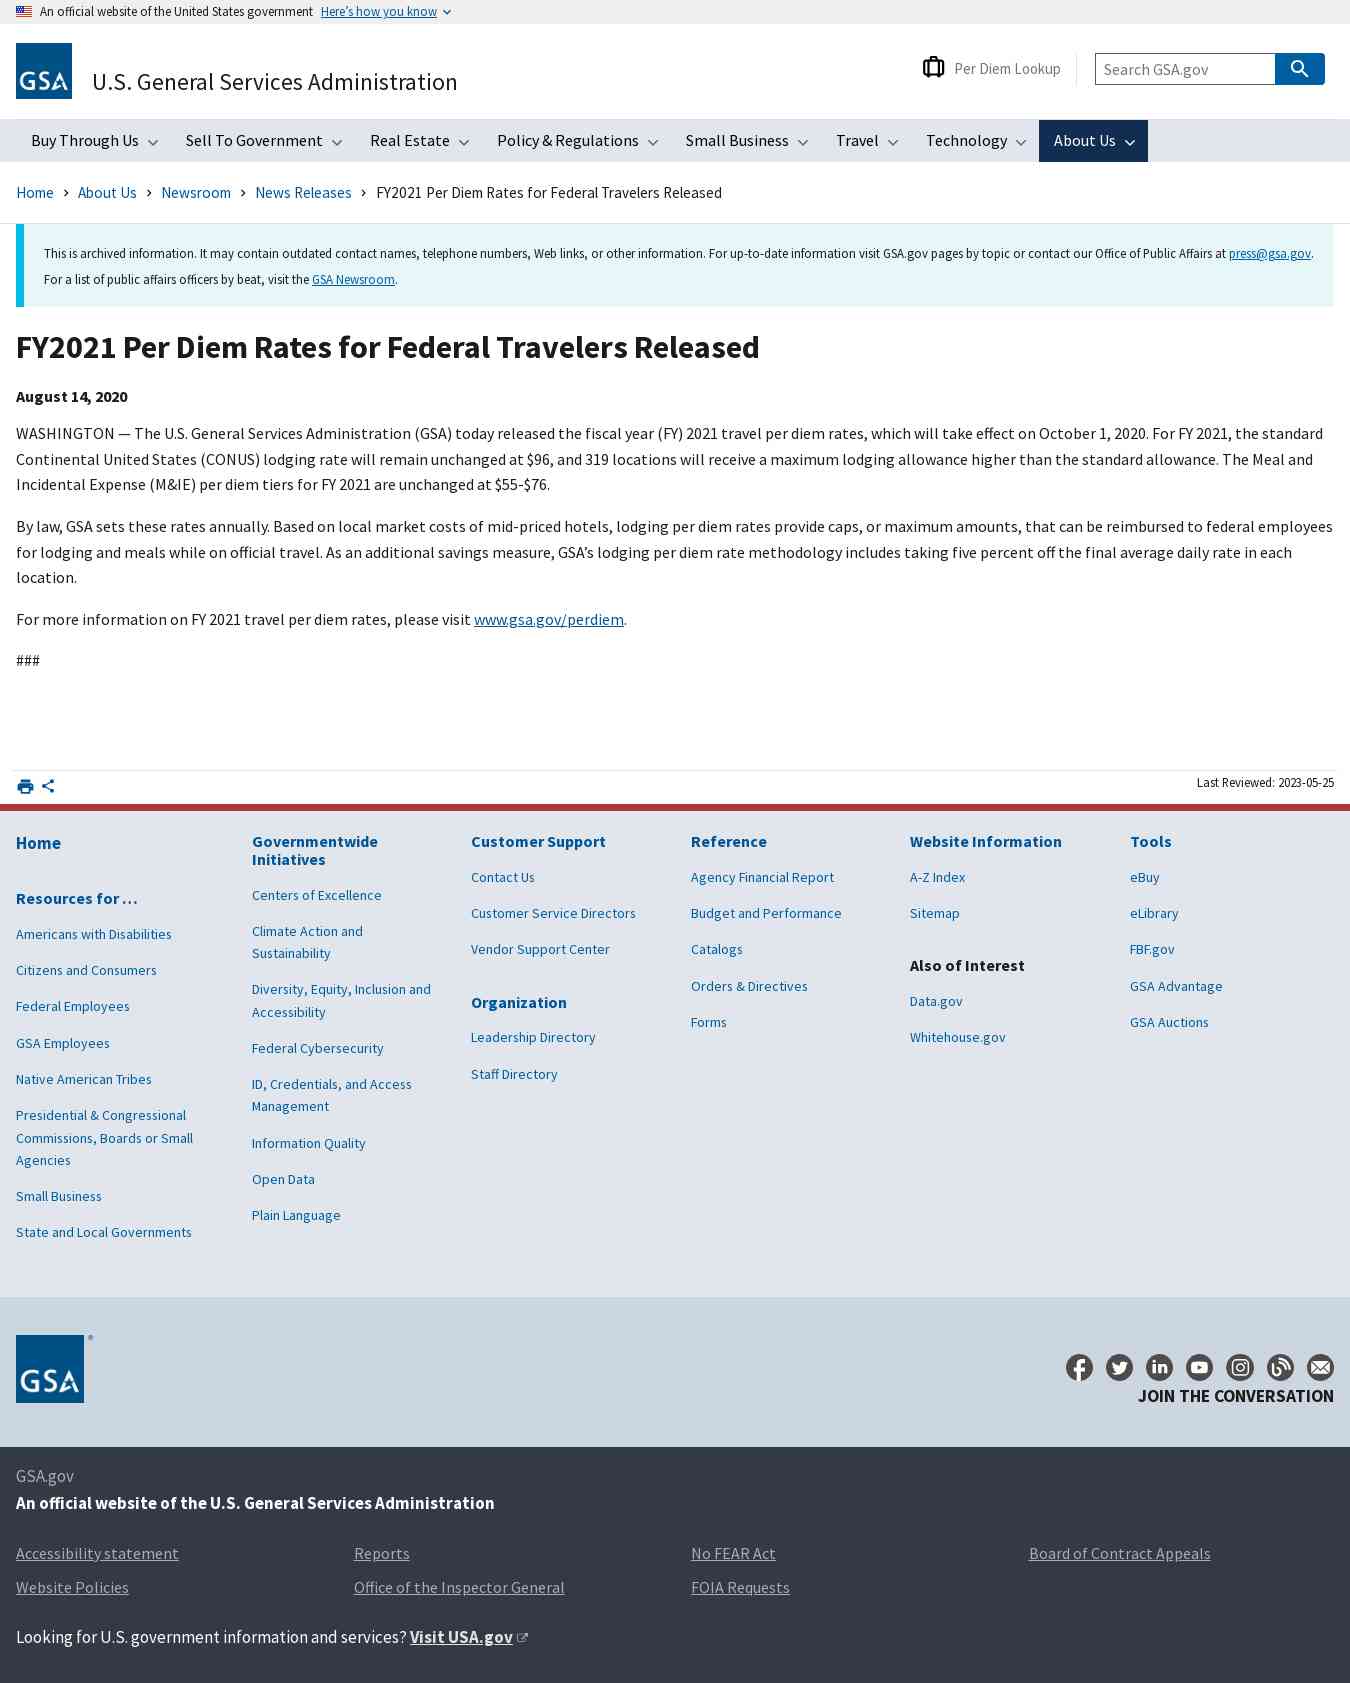 An official website of the United States government Here's how you know
GSA
U.S. General Services Administration
Per Diem Lookup
Search GSA.gov
Buy Through Us Sell To Government Real Estate Policy & Regulations Small Business Travel Technology About Us
Home > About Us > Newsroom > News Releases > FY2021 Per Diem Rates for Federal Travelers Released
This is archived information. It may contain outdated contact names, telephone numbers, Web links, or other information. For up-to-date information visit GSA.gov pages by topic or contact our Office of Public Affairs at press@gsa.gov.
For a list of public affairs officers by beat, visit the GSA Newsroom.
FY2021 Per Diem Rates for Federal Travelers Released
August 14, 2020
WASHINGTON — The U.S. General Services Administration (GSA) today released the fiscal year (FY) 2021 travel per diem rates, which will take effect on October 1, 2020. For FY 2021, the standard
Continental United States (CONUS) lodging rate will remain unchanged at $96, and 319 locations will receive a maximum lodging allowance higher than the standard allowance. The Meal and
Incidental Expense (M&IE) per diem tiers for FY 2021 are unchanged at $55-$76.
By law, GSA sets these rates annually. Based on local market costs of mid-priced hotels, lodging per diem rates provide caps, or maximum amounts, that can be reimbursed to federal employees
for lodging and meals while on official travel. As an additional savings measure, GSA's lodging per diem rate methodology includes taking five percent off the final average daily rate in each
location.
For more information on FY 2021 travel per diem rates, please visit www.gsa.gov/perdiem.
###
Last Reviewed: 2023-05-25
Home
Resources for …
Americans with Disabilities
Citizens and Consumers
Federal Employees
GSA Employees
Native American Tribes
Presidential & Congressional
Commissions, Boards or Small
Agencies
Small Business
State and Local Governments
Governmentwide
Initiatives
Centers of Excellence
Climate Action and
Sustainability
Diversity, Equity, Inclusion and
Accessibility
Federal Cybersecurity
ID, Credentials, and Access
Management
Information Quality
Open Data
Plain Language
Customer Support
Contact Us
Customer Service Directors
Vendor Support Center
Organization
Leadership Directory
Staff Directory
Reference
Agency Financial Report
Budget and Performance
Catalogs
Orders & Directives
Forms
Website Information
A-Z Index
Sitemap
Also of Interest
Data.gov
Whitehouse.gov
Tools
eBuy
eLibrary
FBF.gov
GSA Advantage
GSA Auctions
GSA ®
JOIN THE CONVERSATION
GSA.gov
An official website of the U.S. General Services Administration
Accessibility statement Reports No FEAR Act Board of Contract Appeals
Website Policies Office of the Inspector General FOIA Requests
Looking for U.S. government information and services? Visit USA.gov